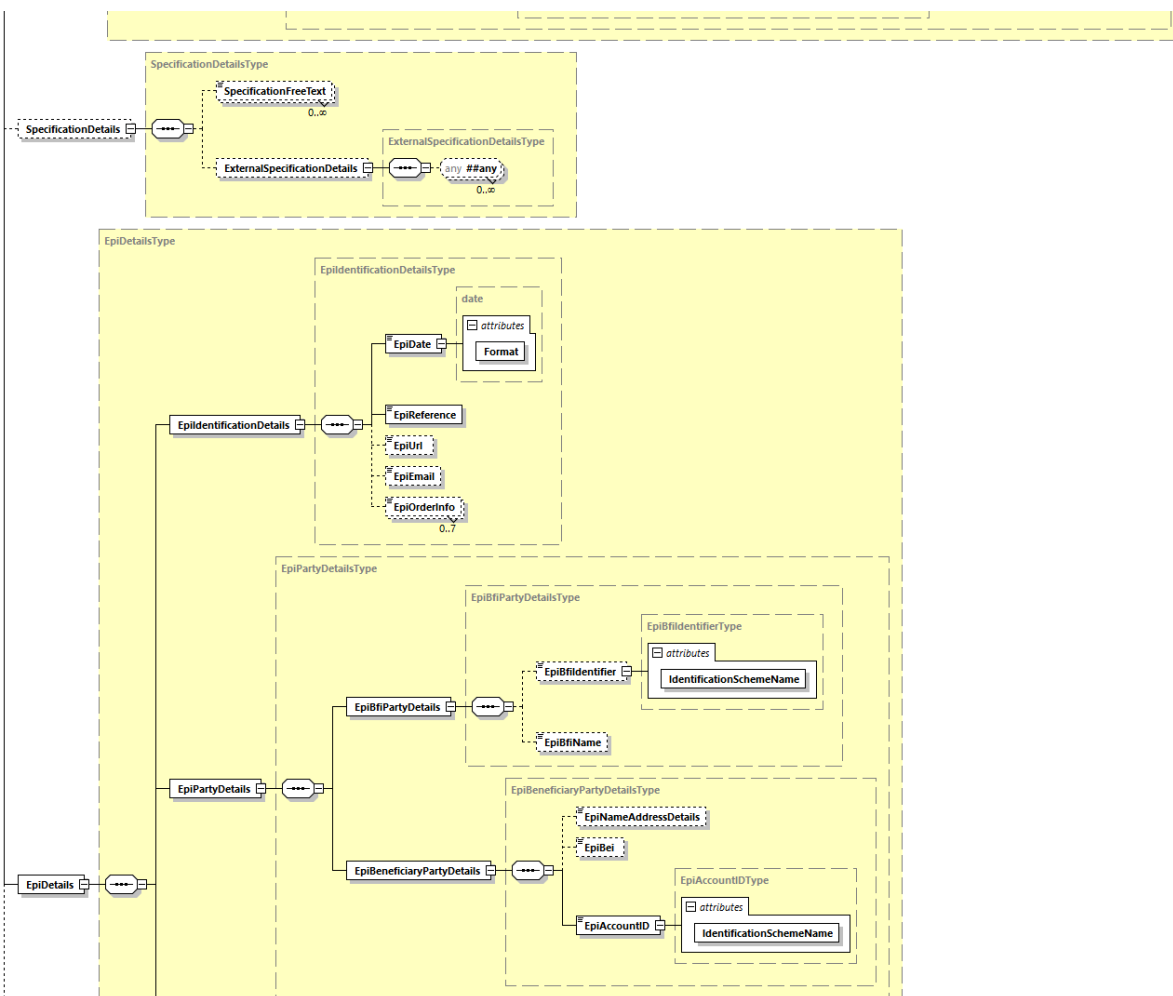 SpecificationDetailsType
SpecificationFreeText
0..∞
SpecificationDetails
ExternalSpecificationDetailsType
ExternalSpecificationDetails
any ##any
0..∞
EpiDetailsType
EpiIdentificationDetailsType
date
attributes
EpiDate
Format
EpiReference
EpiIdentificationDetails
EpiUrl
EpiEmail
EpiOrderInfo
0..7
EpiPartyDetailsType
EpiBfiPartyDetailsType
EpiBfiIdentifierType
attributes
EpiBfiIdentifier
IdentificationSchemeName
EpiBfiPartyDetails
EpiBfiName
EpiPartyDetails
EpiBeneficiaryPartyDetailsType
EpiNameAddressDetails
EpiBei
EpiBeneficiaryPartyDetails
EpiDetails
EpiAccountIDType
attributes
EpiAccountID
IdentificationSchemeName